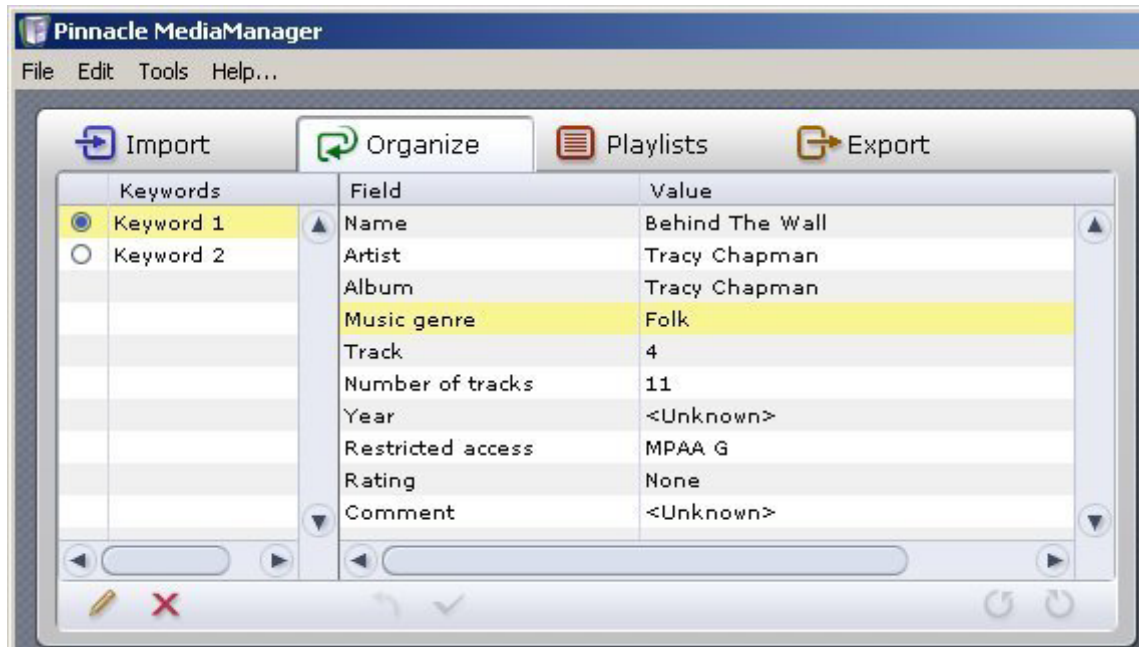 Pinnacle MediaManager
File Edit Tools Help...
Import Organize Playlists Export
Keywords Field Value
Keyword 1 Name Behind The Wall
Keyword 2 Artist Tracy Chapman
Album Tracy Chapman
Music genre Folk
Track 4
Number of tracks 11
Year <Unknown>
Restricted access MPAA G
Rating None
Comment <Unknown>